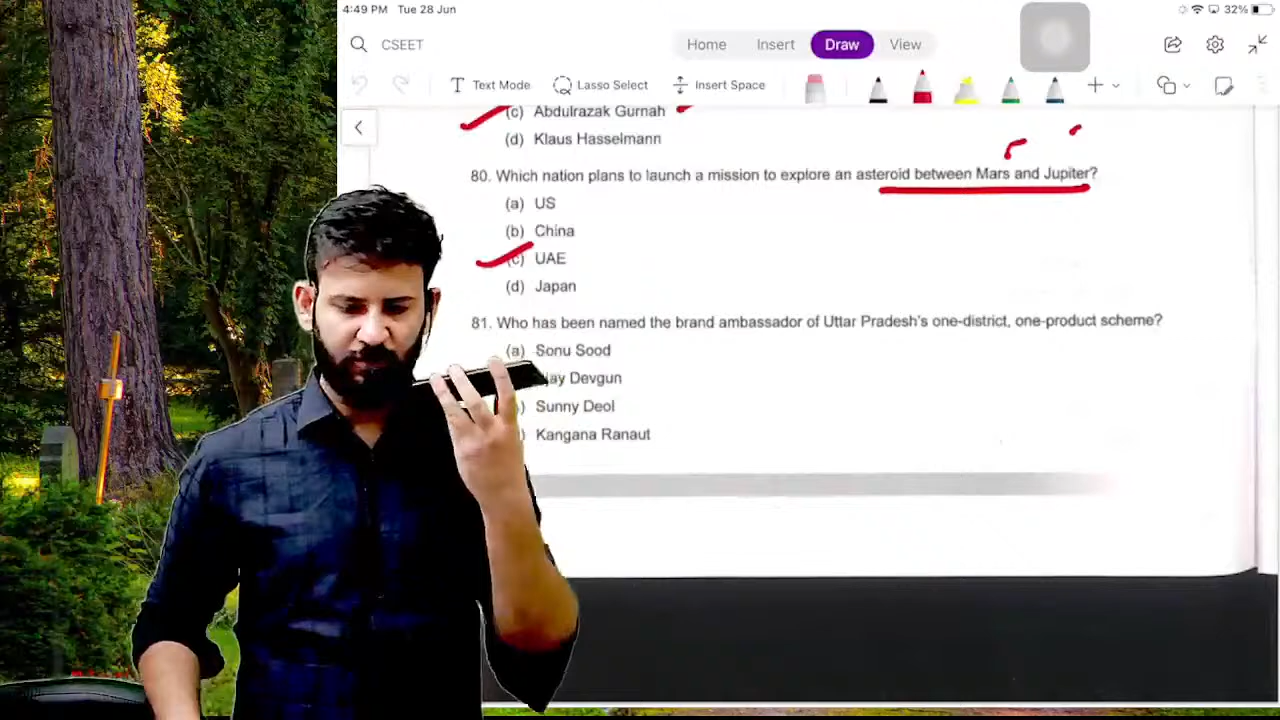 4:49 PM Tue 28 Jun
32%
CSEET
Home Insert Draw View
Text Mode Lasso Select Insert Space
(c) Abdulrazak Gurnah
(d) Klaus Hasselmann
80. Which nation plans to launch a mission to explore an asteroid between Mars and Jupiter?
(a) US
(b) China
(c) UAE
(d) Japan
81. Who has been named the brand ambassador of Uttar Pradesh's one-district, one-product scheme?
(a) Sonu Sood
Devgun
Sunny Deol
Kangana Ranaut